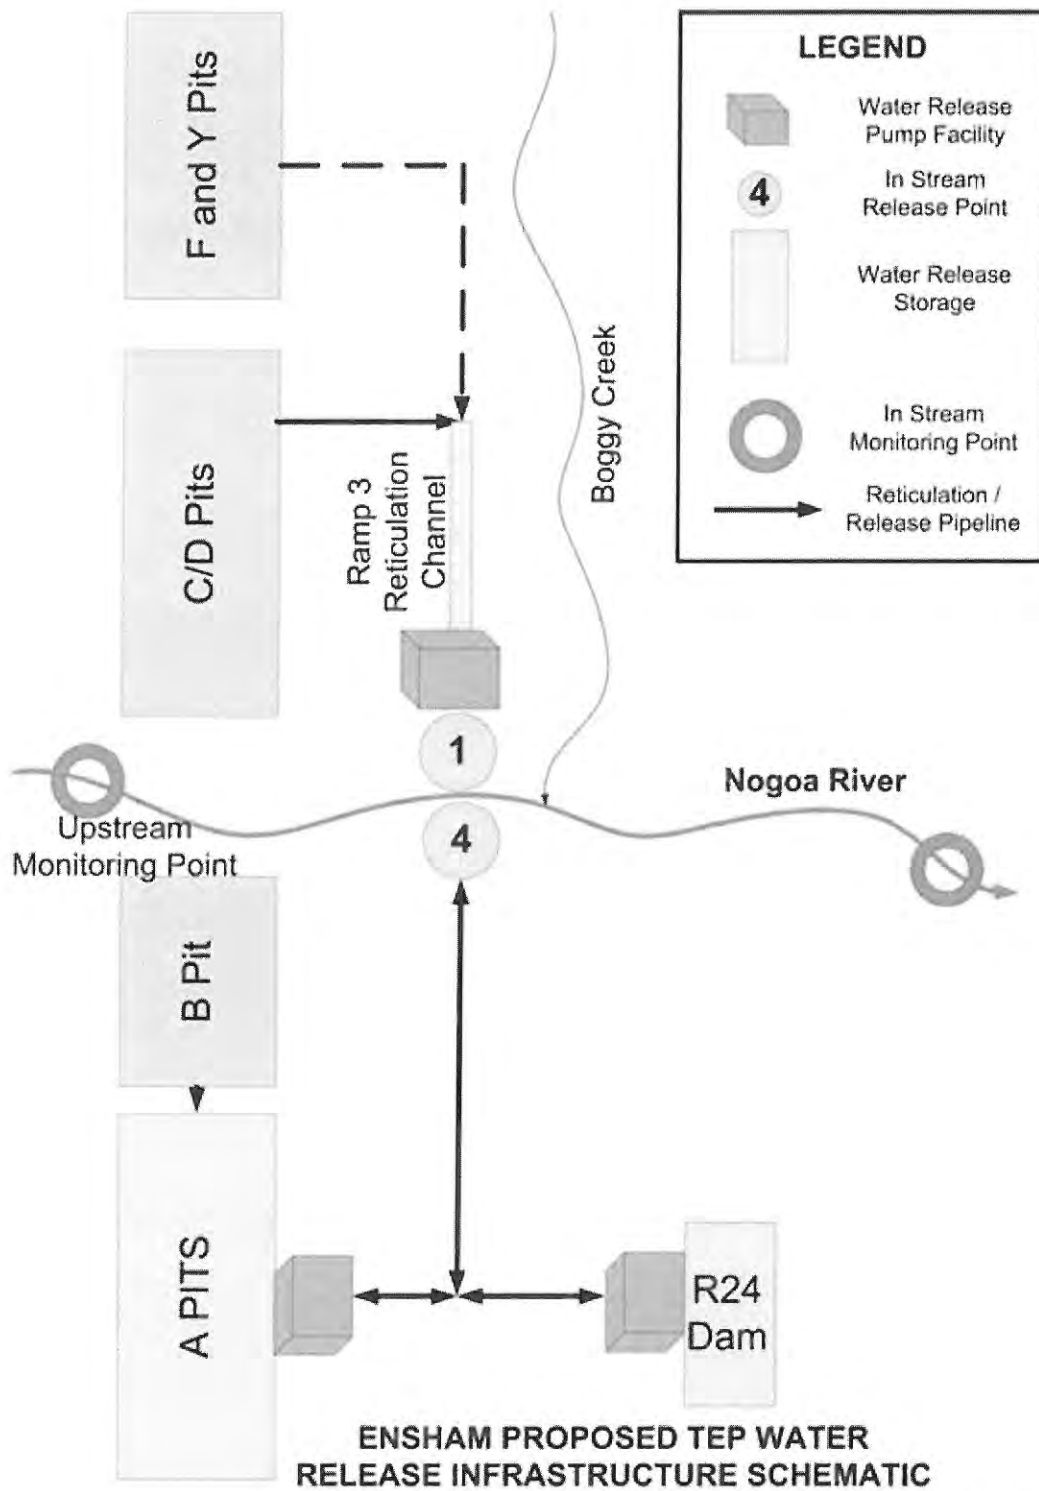 F and Y Pits
C/D Pits
Ramp 3
Reticulation
Channel
Boggy Creek
LEGEND
Water Release
Pump Facility
4
In Stream
Release Point
Water Release
Storage
In Stream
Monitoring Point
Reticulation /
Release Pipeline
1
4
Nogoa River
Upstream
Monitoring Point
B Pit
A PITS
R24
Dam
ENSHAM PROPOSED TEP WATER
RELEASE INFRASTRUCTURE SCHEMATIC